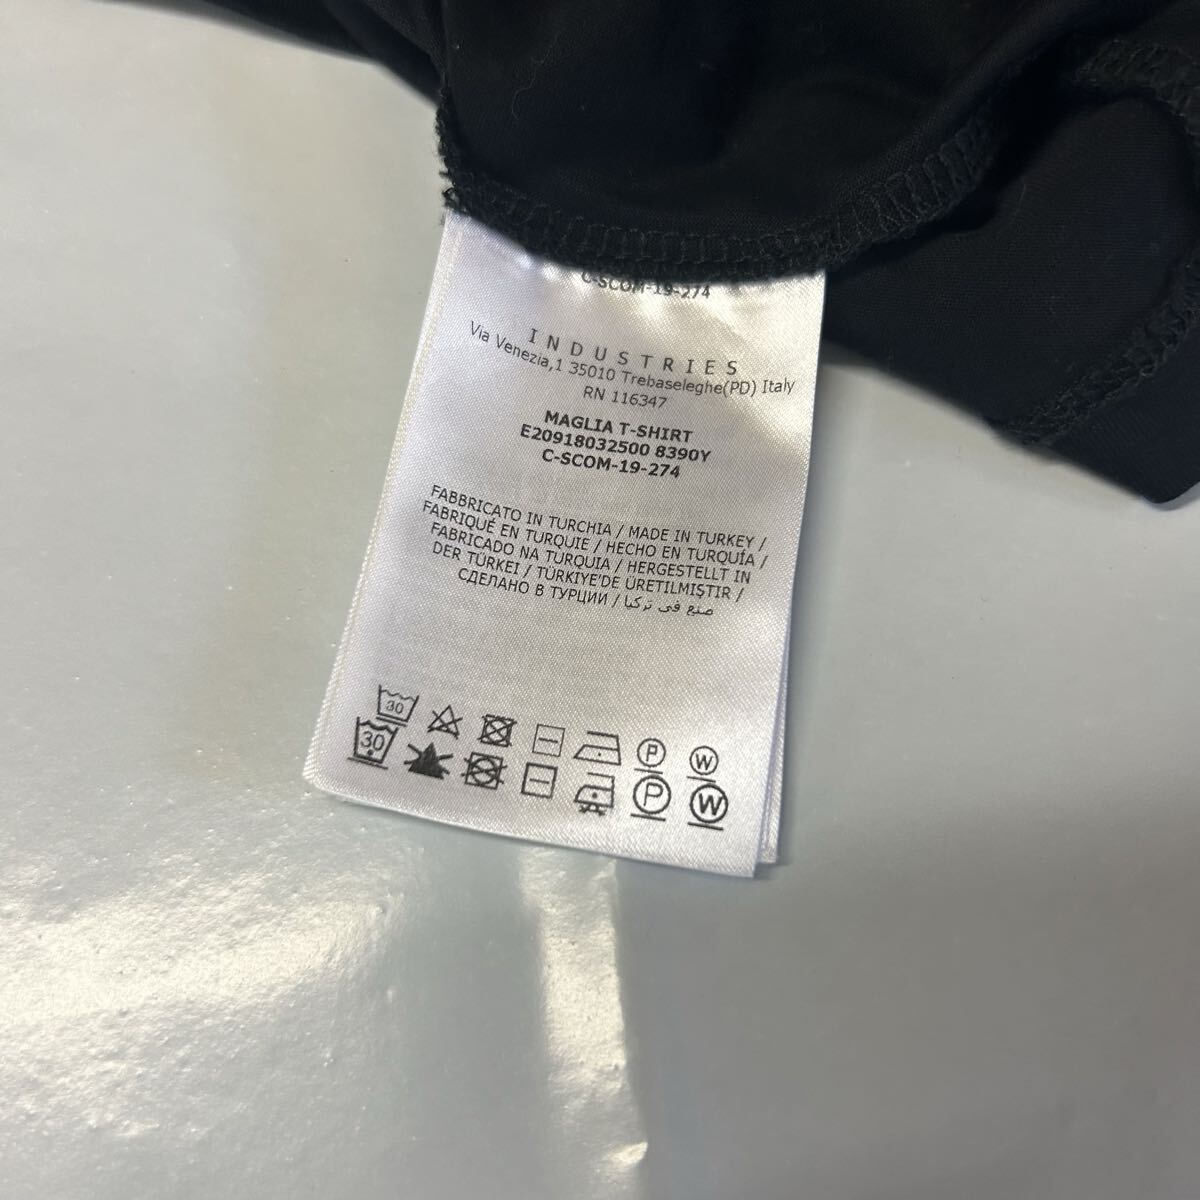 C-SCOM-19-274
INDUSTRIES
Via Venezia,1 35010 Trebaseleghe(PD) Italy
RN 116347
MAGLIA T-SHIRT
E20918032500 8390Y
C-SCOM-19-274
FABBRICATO IN TURCHIA / MADE IN TURKEY /
FABRIQUÉ EN TURQUIE / HECHO EN TURQUÍA /
FABRICADO NA TURQUIA / HERGESTELLT IN
DER TÜRKEI / TÜRKIYE'DE ÜRETILMIŞTIR /
СДЕЛАНО В ТУРЦИИ / صنع في تركيا
30 P W
30 P W